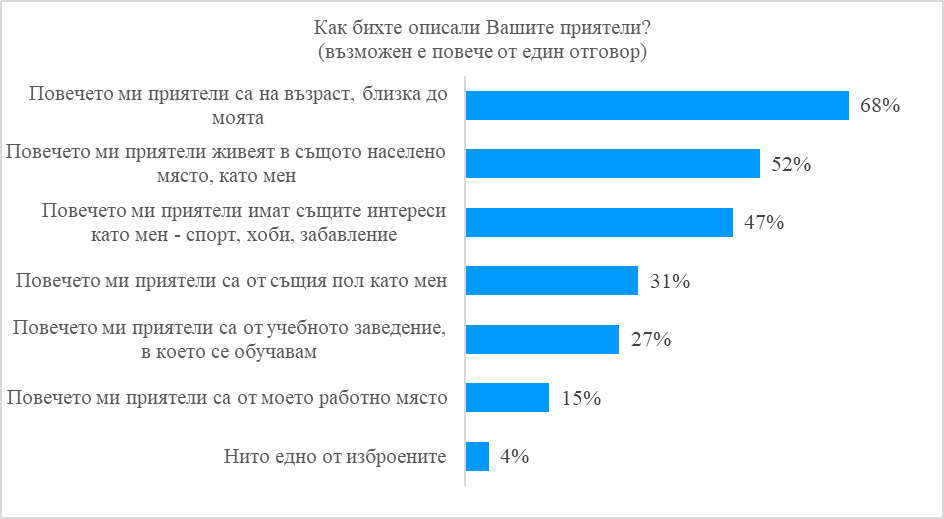 Как бихте описали Вашите приятели?
(възможен е повече от един отговор)
Повечето ми приятели са на възраст, близка до
моята
68%
Повечето ми приятели живеят в същото населено
място, като мен
52%
Повечето ми приятели имат същите интереси
като мен - спорт, хоби, забавление
47%
Повечето ми приятели са от същия пол като мен
31%
Повечето ми приятели са от учебното заведение,
в което се обучавам
27%
Повечето ми приятели са от моето работно място
15%
Нито едно от изброените
4%